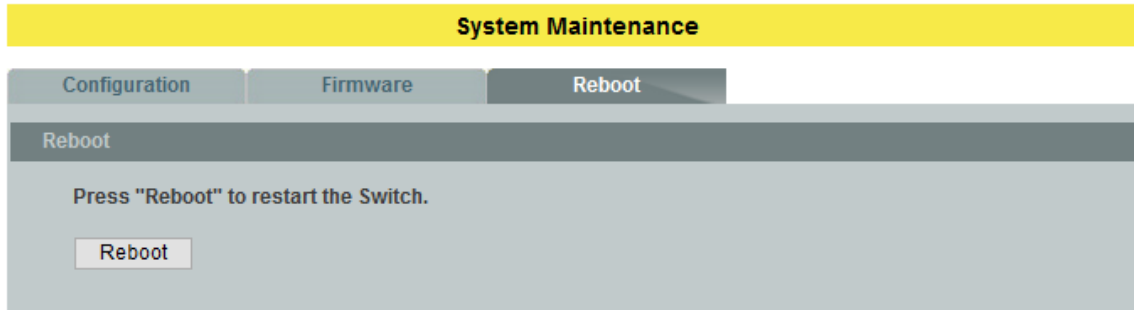 System Maintenance
Configuration Firmware Reboot
Reboot
Press "Reboot" to restart the Switch.
Reboot